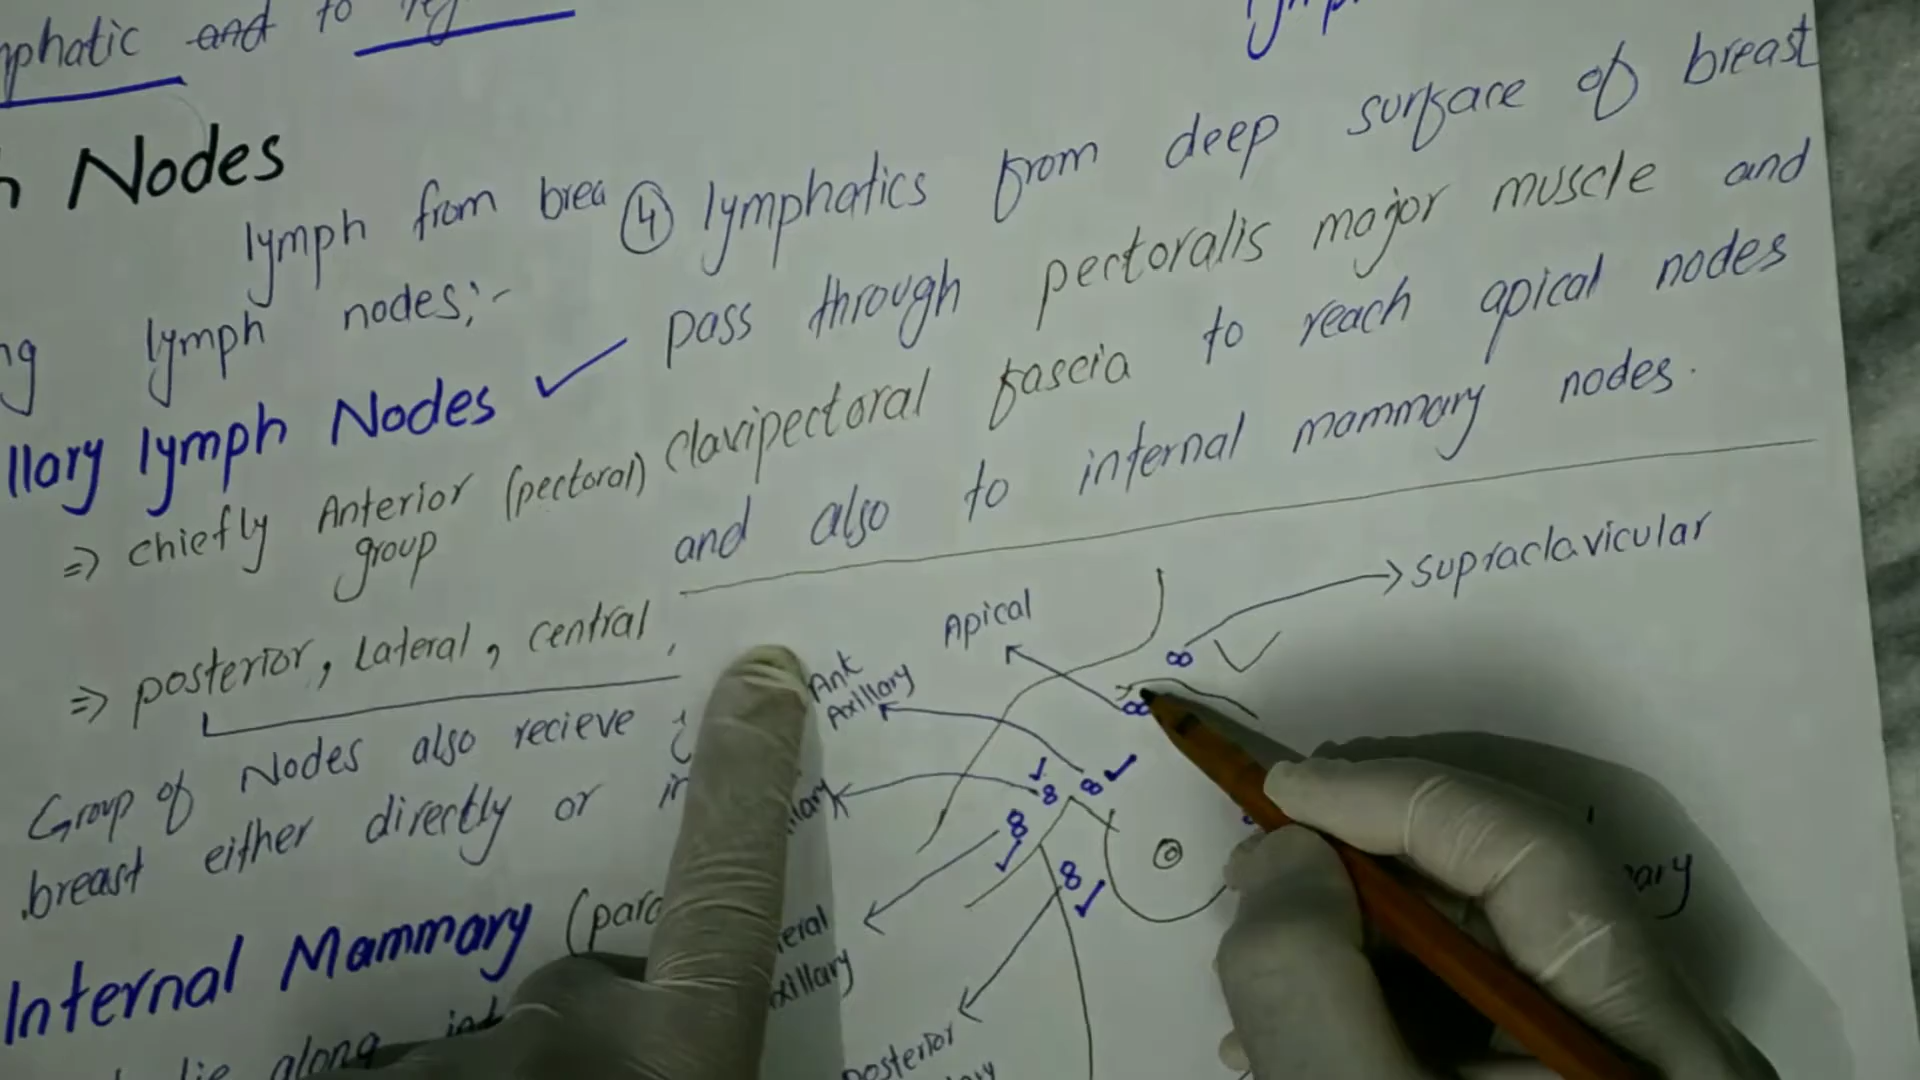 and to
Nodes
lymph from brea
lymph nodes;-
llary lymph Nodes
=> chiefly Anterior (pectoral)
group
=> posterior, Lateral, central,
Group of Nodes also recieve
breast either directly or
Internal Mammary
along
④ lymphatics from deep surface of breast
pass through pectoralis major muscle and
clavipectoral fascia to reach apical nodes
and also to internal mammary nodes.
supraclavicular
Apical
Ant
Axillary
posterior